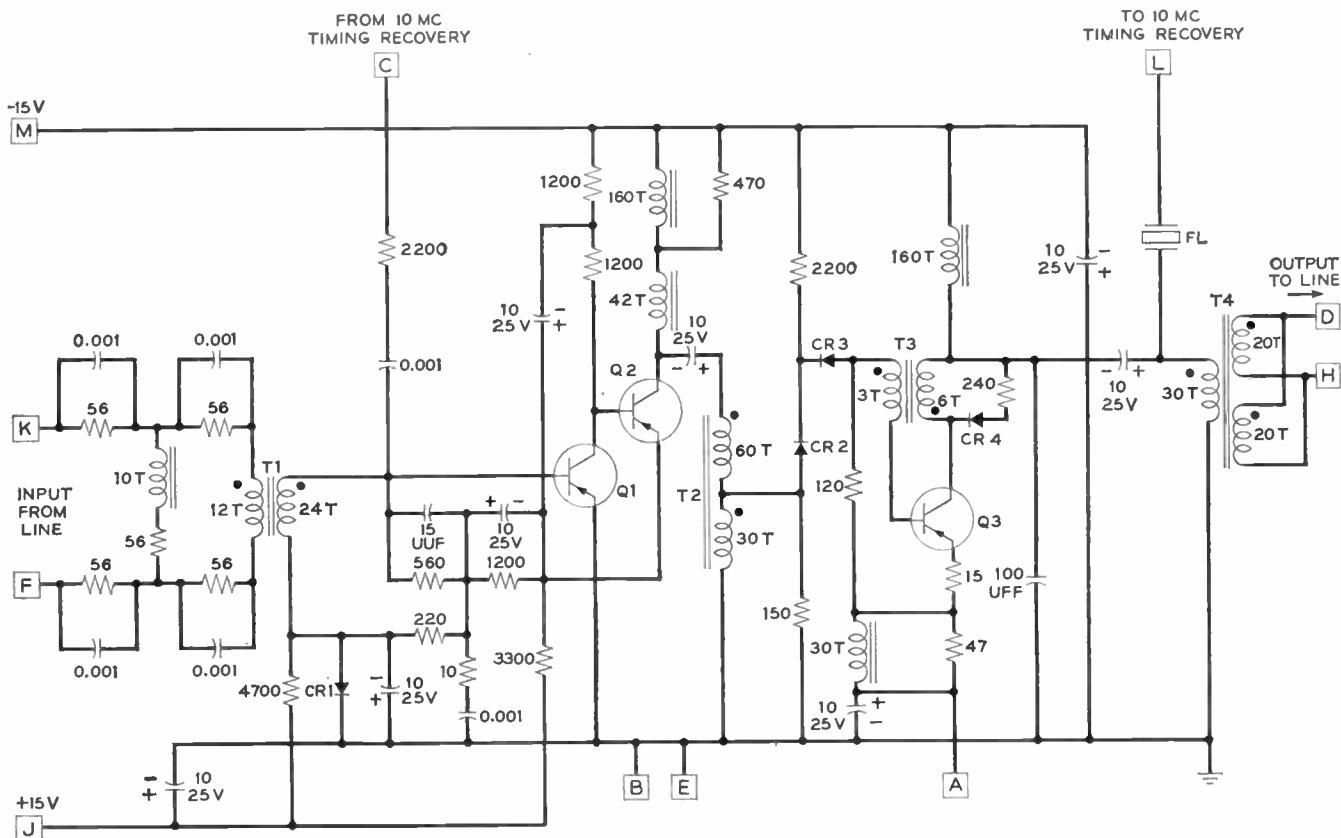 FROM 10 MC
TIMING RECOVERY
C
TO 10 MC
TIMING RECOVERY
L
-15V
M
1200
160T
470
2200
1200
42T
10
25V
- +
10
25V
- +
2200
160T
10
25V
- +
FL
OUTPUT
TO LINE
T4
D
20T
H
20T
30T
10
25V
- +
0.001
0.001
0.001
K
56
56
10T
T1
12T
24T
INPUT
FROM
LINE
56
F
56
56
0.001
0.001
Q2
Q1
CR3
T3
3T
6T
240
CR4
CR2
60T
T2
30T
120
Q3
15
UUF
+ -
10
25V
560
1200
220
150
15
100
UFF
30T
47
4700
CR1
- +
10
25V
10
0.001
3300
10
25V
+ -
- +
10
25V
B
E
A
+15V
J